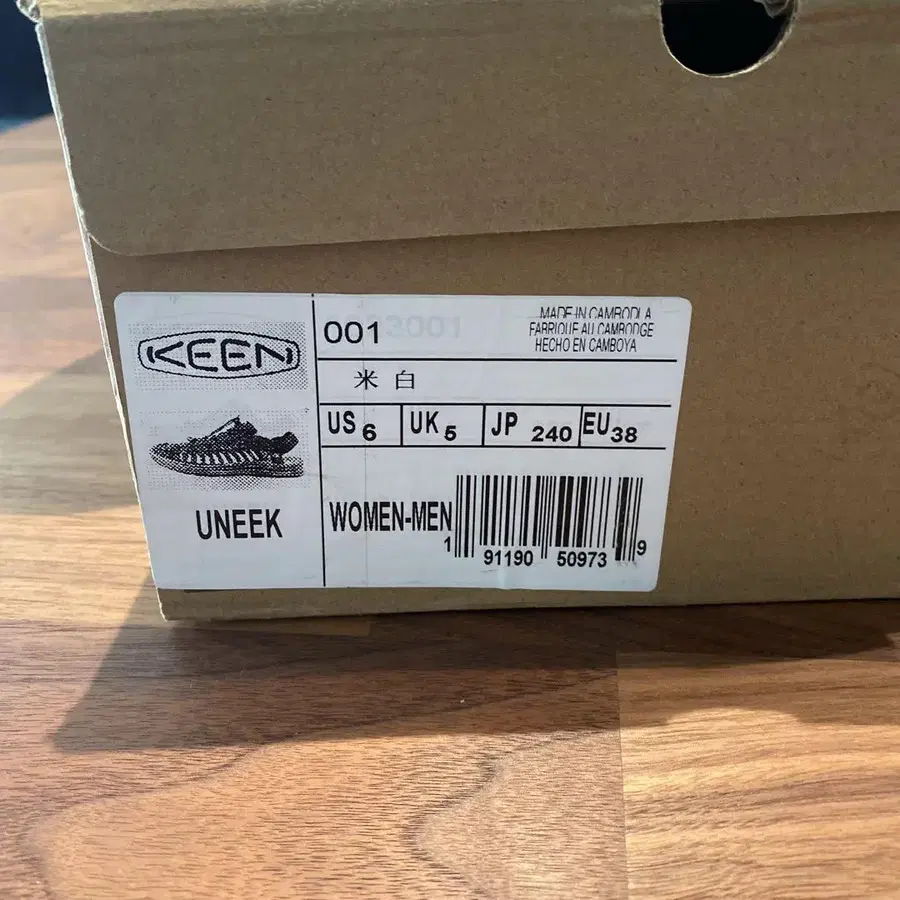 KEEN
UNEEK
001
MADE IN CAMBODIA
FABRIQUE AU CAMBODGE
HECHO EN CAMBOYA
米白
US 6
UK 5
JP 240
EU 38
WOMEN-MEN
1 91190 50973 9